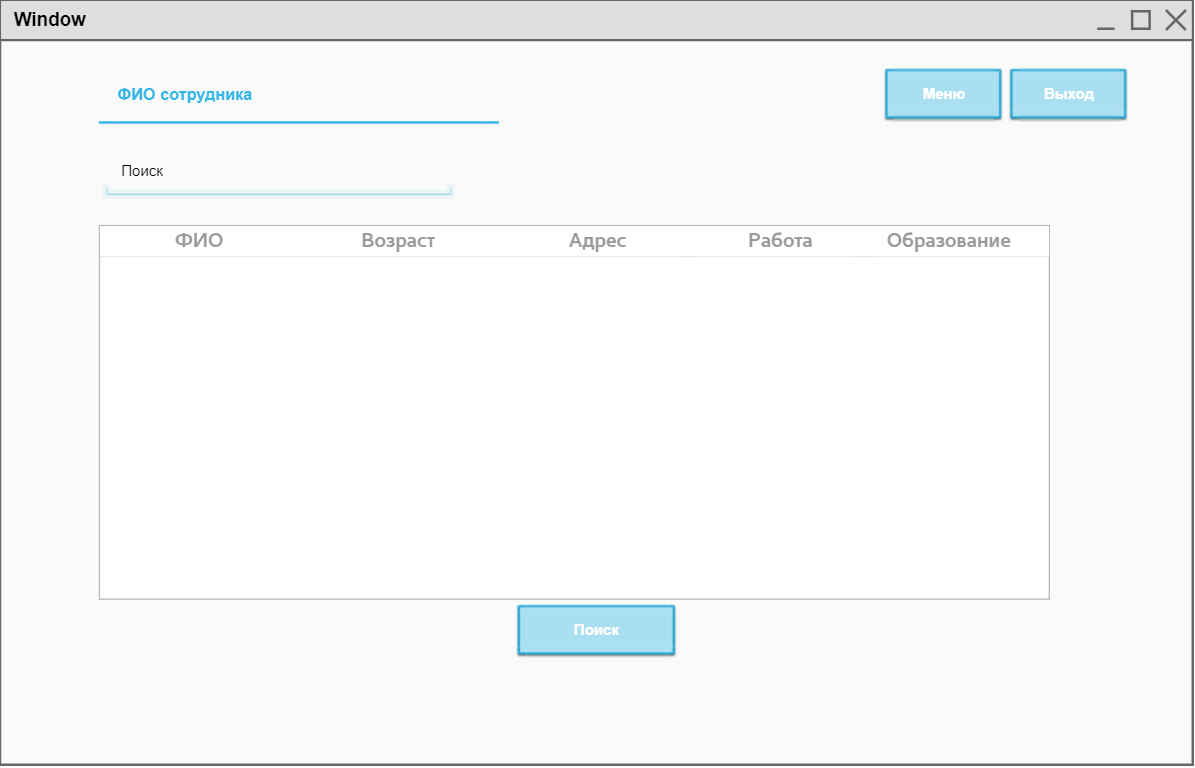 Window
ФИО сотрудника
Меню Выход
Поиск
ФИО Возраст Адрес Работа Образование
Поиск